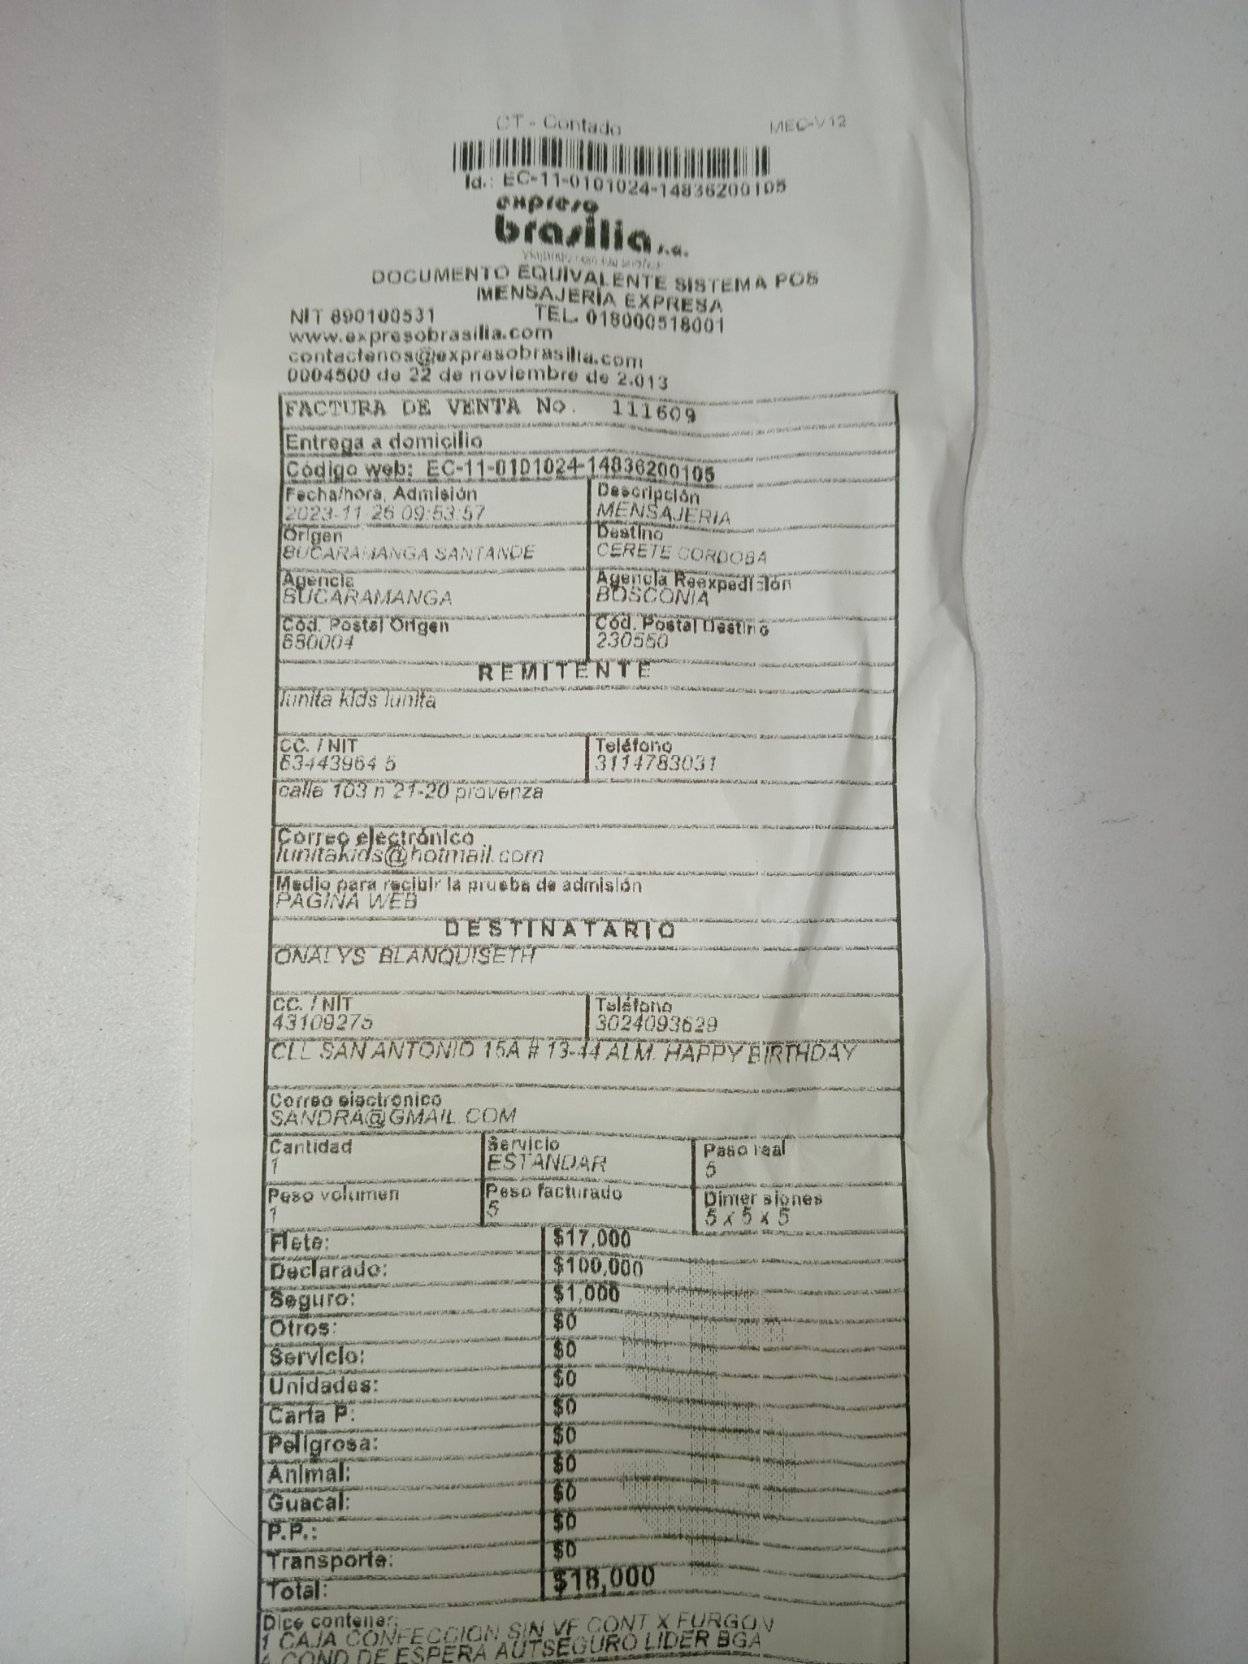 CT - Contado MEC-V12
Id.: EC-11-0101024-14836200105
expreso
brasilia s.a.
DOCUMENTO EQUIVALENTE SISTEMA POS
MENSAJERÍA EXPRESA
NIT 890100531 TEL. 018000518001
www.expresobrasilia.com
contactenos@expresobrasilia.com
0004500 de 22 de noviembre de 2.013
FACTURA DE VENTA No. 111609
Entrega a domicilio
Código web: EC-11-0101024-14836200105
Fecha/hora, Admisión Descripción
2023-11-25 09:53:57 MENSAJERIA
Origen Destino
BUCARAMANGA SANTANDE CERETE CORDOBA
Agencia Agencia Reexpedición
BUCARAMANGA BOSCONIA
Cód. Postal Origen Cód. Postal Destino
680004 230550
REMITENTE
lunita kids lunita
CC. / NIT Teléfono
63443964 5 3114783031
calle 103 n 21-20 provenza
Correo electrónico
lunitakids@hotmail.com
Medio para recibir la prueba de admisión
PAGINA WEB
DESTINATARIO
ONALYS BLANQUISETH
CC. / NIT Teléfono
43109275 3024093629
CLL SAN ANTONIO 15A # 13-44 ALM. HAPPY BIRTHDAY
Correo electrónico
SANDRA@GMAIL.COM
Cantidad Servicio Peso real
1 ESTANDAR 5
Peso volumen Peso facturado Dimensiones
1 5 5 x 5 x 5
Flete: $17,000
Declarado: $100,000
Seguro: $1,000
Otros: $0
Servicio: $0
Unidades: $0
Carta P: $0
Peligrosa: $0
Animal: $0
Guacal: $0
P.P.: $0
Transporte: $0
Total: $18,000
Dice contener:
1 CAJA CONFECCION SIN VF CONT X FURGON
A COND DE ESPERA AUTSEGURO LIDER BGA